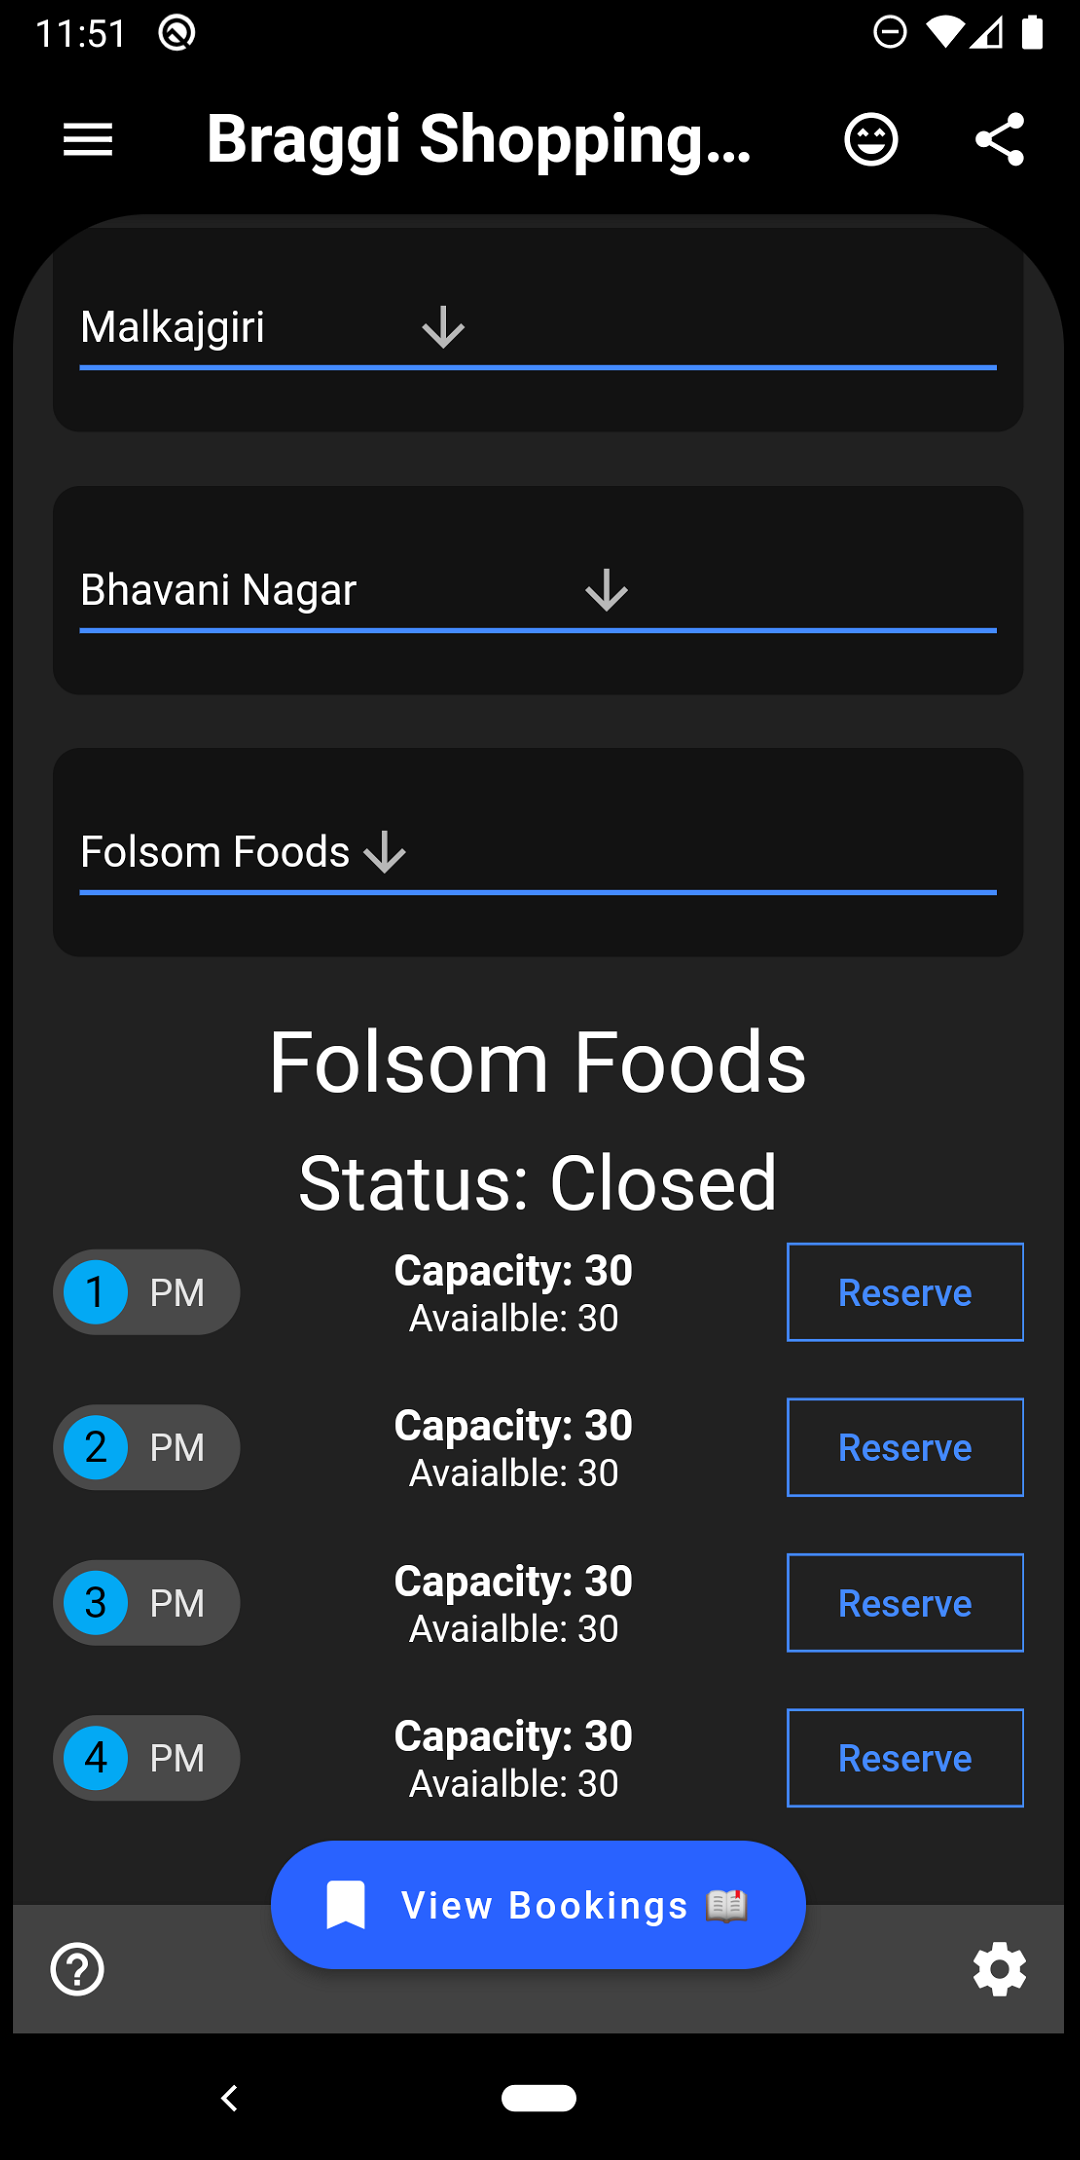 11:51
Braggi Shopping...
Malkajgiri
Bhavani Nagar
Folsom Foods
Folsom Foods
Status: Closed
1 PM
Capacity: 30
Avaialble: 30
Reserve
2 PM
Capacity: 30
Avaialble: 30
Reserve
3 PM
Capacity: 30
Avaialble: 30
Reserve
4 PM
Capacity: 30
Avaialble: 30
Reserve
View Bookings 📖